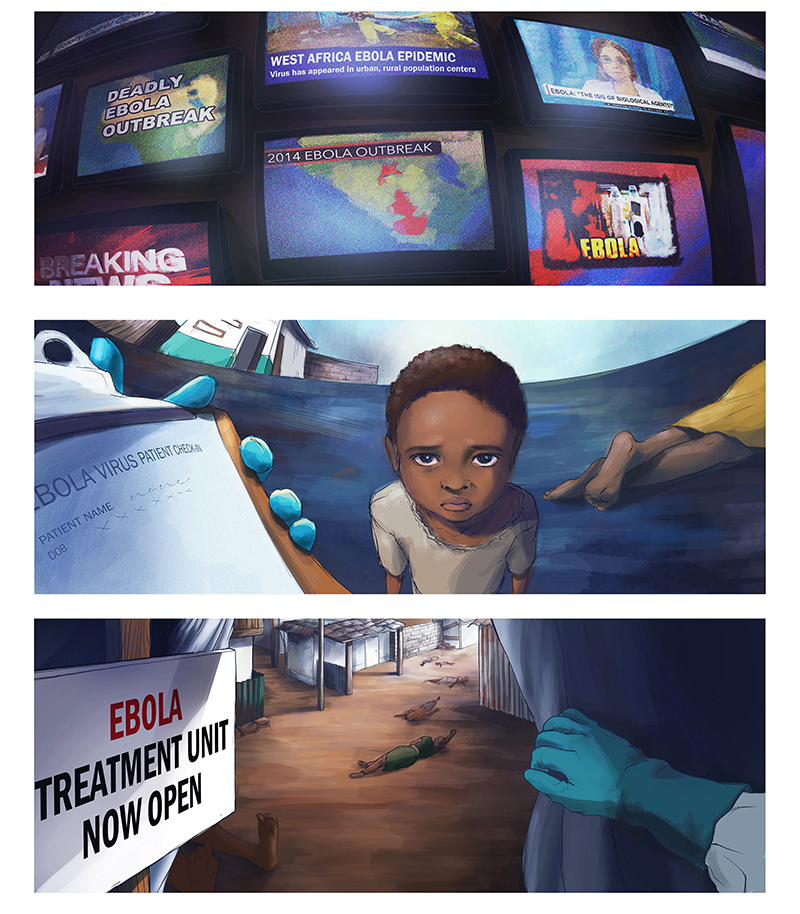 WEST AFRICA EBOLA EPIDEMIC
Virus has appeared in urban, rural population centers
DEADLY
EBOLA
OUTBREAK
EBOLA: "THE ISIS OF BIOLOGICAL AGENTS?"
2014 EBOLA OUTBREAK
BREAKING
NEWS
EBOLA
EBOLA VIRUS PATIENT CHECK-IN
PATIENT NAME
DOB
EBOLA
TREATMENT UNIT
NOW OPEN